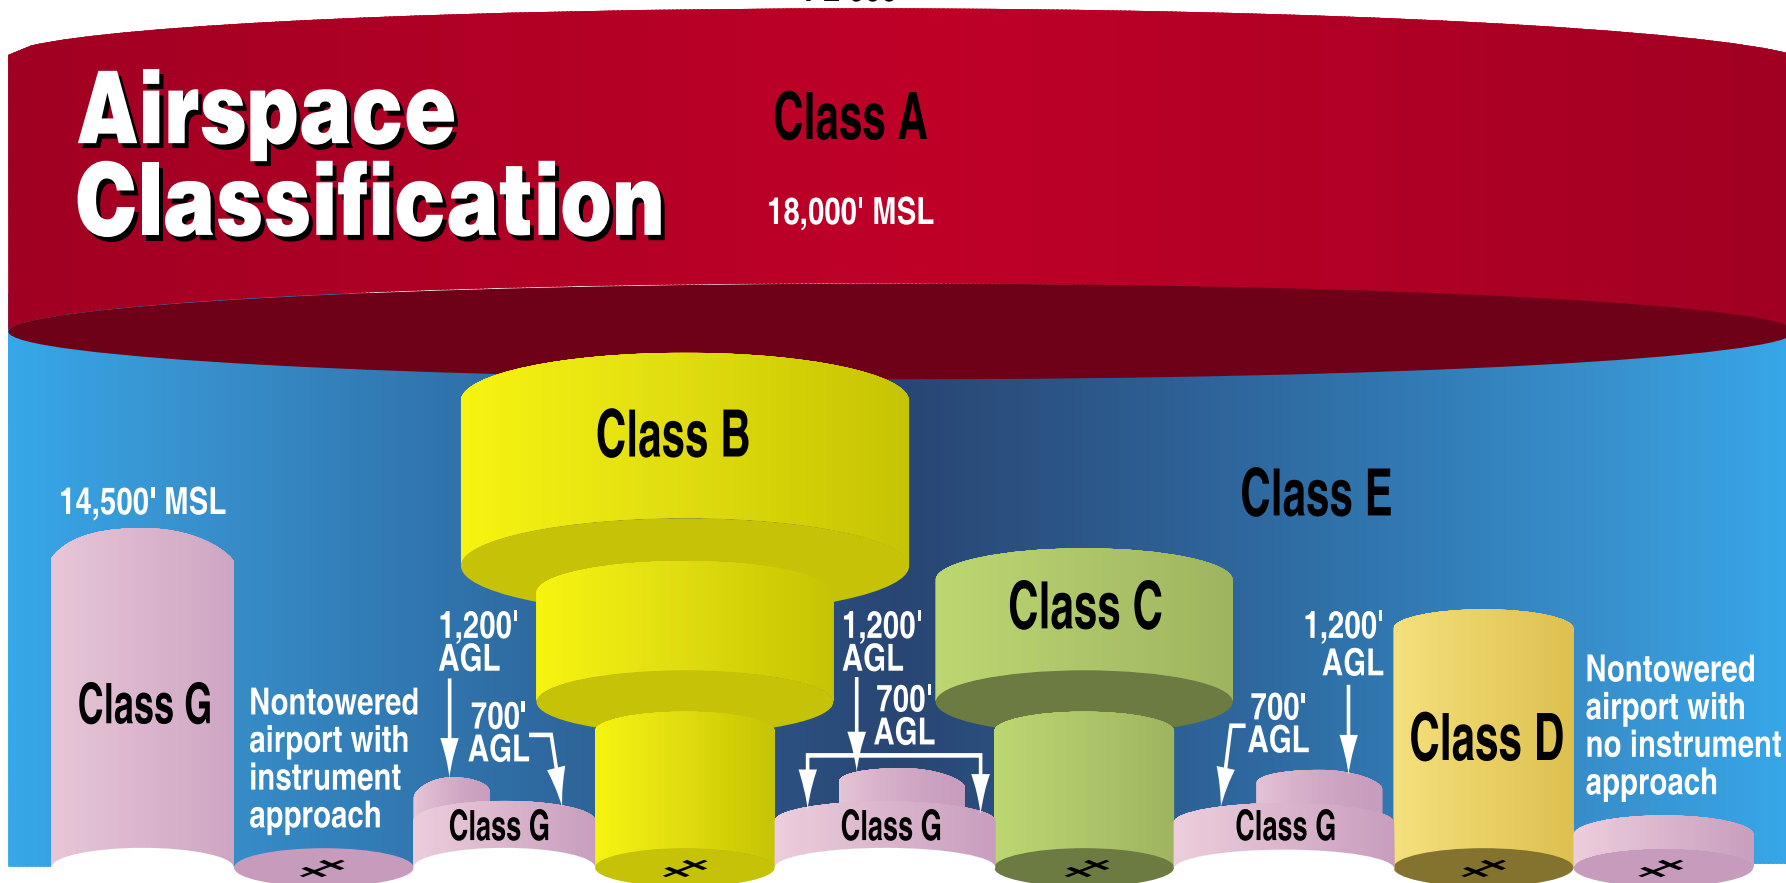 Airspace
Classification
Class A
18,000' MSL
Class B
Class E
14,500' MSL
Class C
1,200'
AGL
1,200'
AGL
1,200'
AGL
Class G
Nontowered
airport with
instrument
approach
700'
AGL
700'
AGL
700'
AGL
Class D
Nontowered
airport with
no instrument
approach
Class G
Class G
Class G